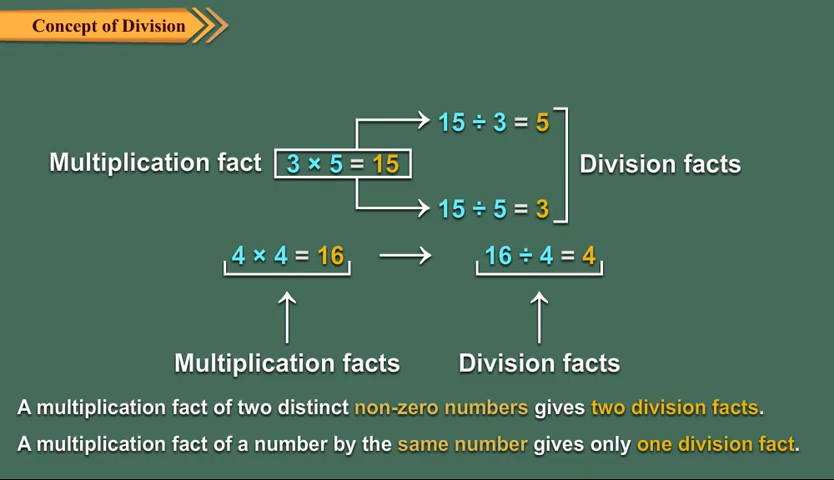 Concept of Division
15 ÷ 3 = 5
Multiplication fact 3 × 5 = 15 Division facts
15 ÷ 5 = 3
4 × 4 = 16 16 ÷ 4 = 4
Multiplication facts Division facts
A multiplication fact of two distinct non-zero numbers gives two division facts.
A multiplication fact of a number by the same number gives only one division fact.